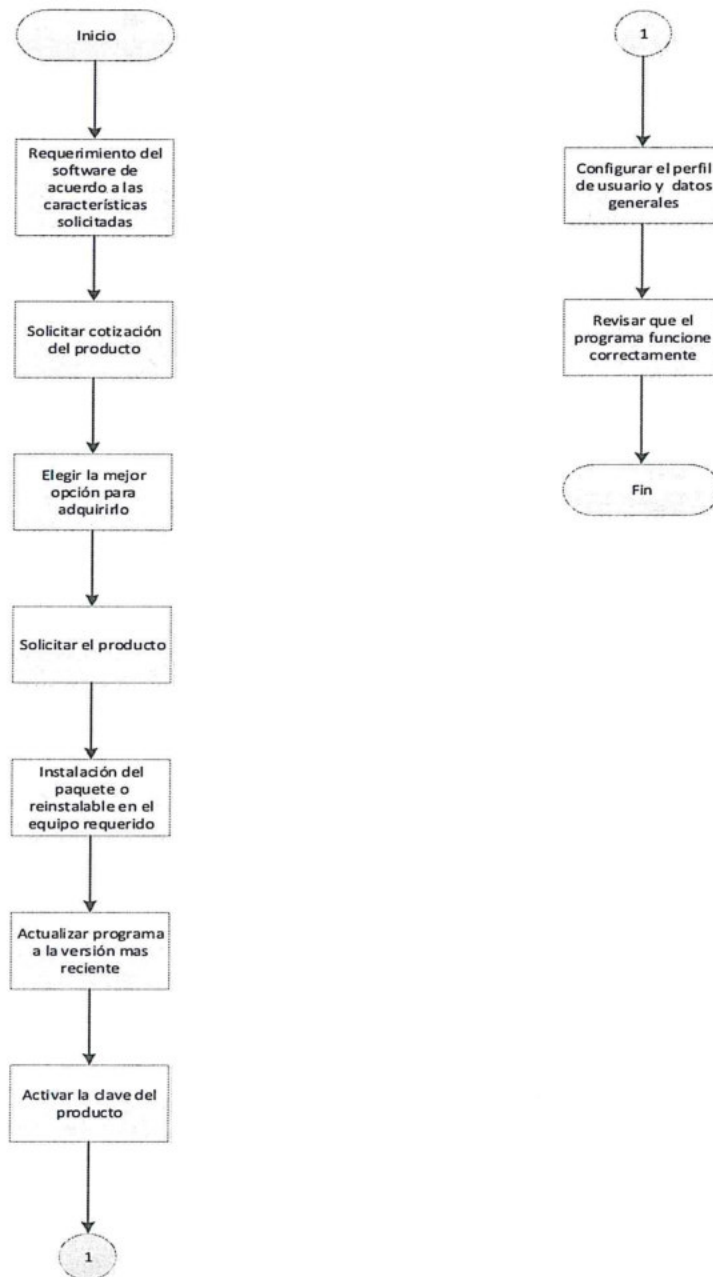 Inicio
Requerimiento del
software de
acuerdo a las
características
solicitadas
Solicitar cotización
del producto
Elegir la mejor
opción para
adquirirlo
Solicitar el producto
Instalación del
paquete o
reinstalable en el
equipo requerido
Actualizar programa
a la versión mas
reciente
Activar la clave del
producto
1
1
Configurar el perfil
de usuario y datos
generales
Revisar que el
programa funcione
correctamente
Fin